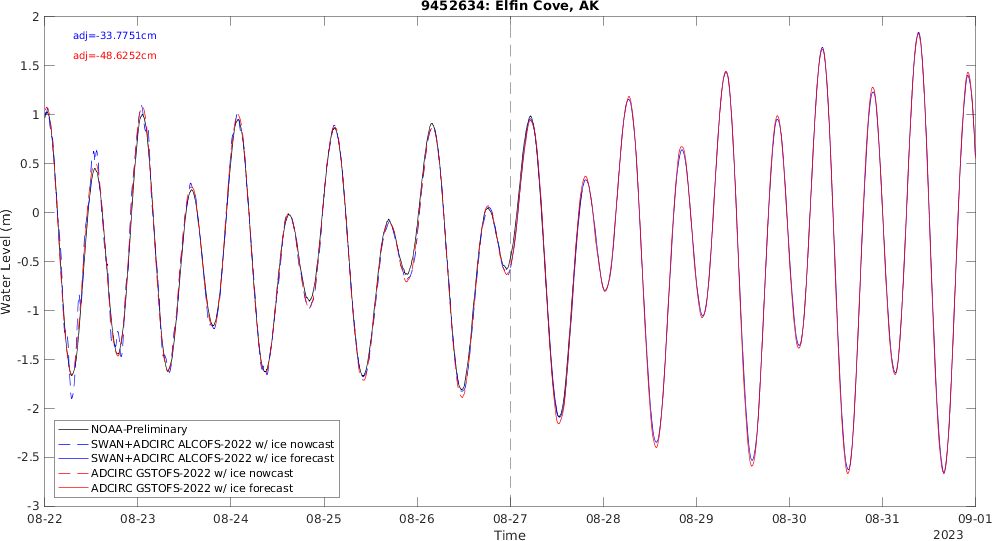 9452634: Elfin Cove, AK
adj=-33.7751cm
adj=-48.6252cm
2
1.5
1
0.5
0
-0.5
-1
-1.5
-2
-2.5
-3
Water Level (m)
NOAA-Preliminary
SWAN+ADCIRC ALCOFS-2022 w/ ice nowcast
SWAN+ADCIRC ALCOFS-2022 w/ ice forecast
ADCIRC GSTOFS-2022 w/ ice nowcast
ADCIRC GSTOFS-2022 w/ ice forecast
08-22 08-23 08-24 08-25 08-26 08-27 08-28 08-29 08-30 08-31 09-01
Time
2023